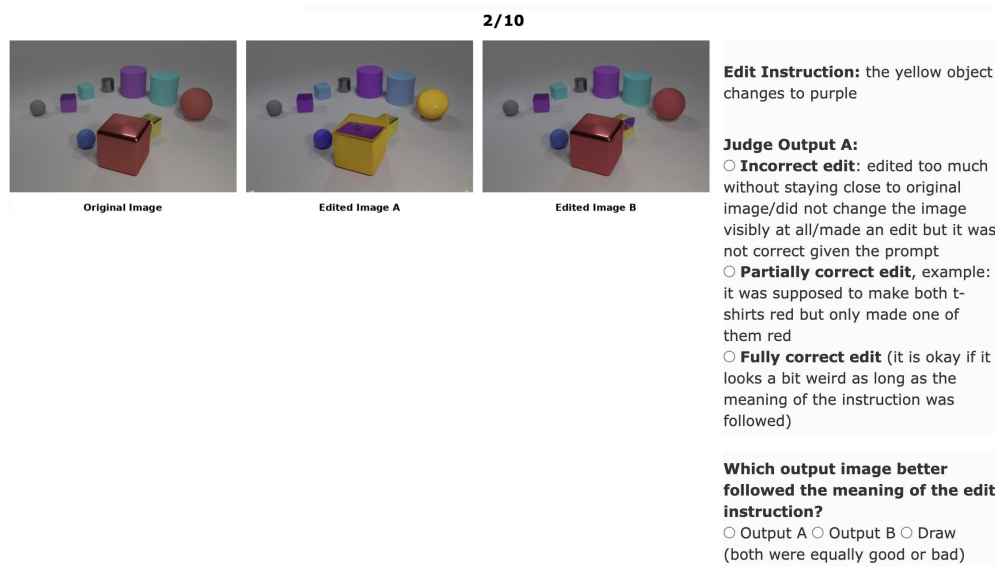 2/10
Original Image
Edited Image A
Edited Image B
Edit Instruction: the yellow object
changes to purple
Judge Output A:
Incorrect edit: edited too much
without staying close to original
image/did not change the image
visibly at all/made an edit but it was
not correct given the prompt
Partially correct edit, example:
it was supposed to make both t-
shirts red but only made one of
them red
Fully correct edit (it is okay if it
looks a bit weird as long as the
meaning of the instruction was
followed)
Which output image better
followed the meaning of the edit
instruction?
Output A Output B Draw
(both were equally good or bad)